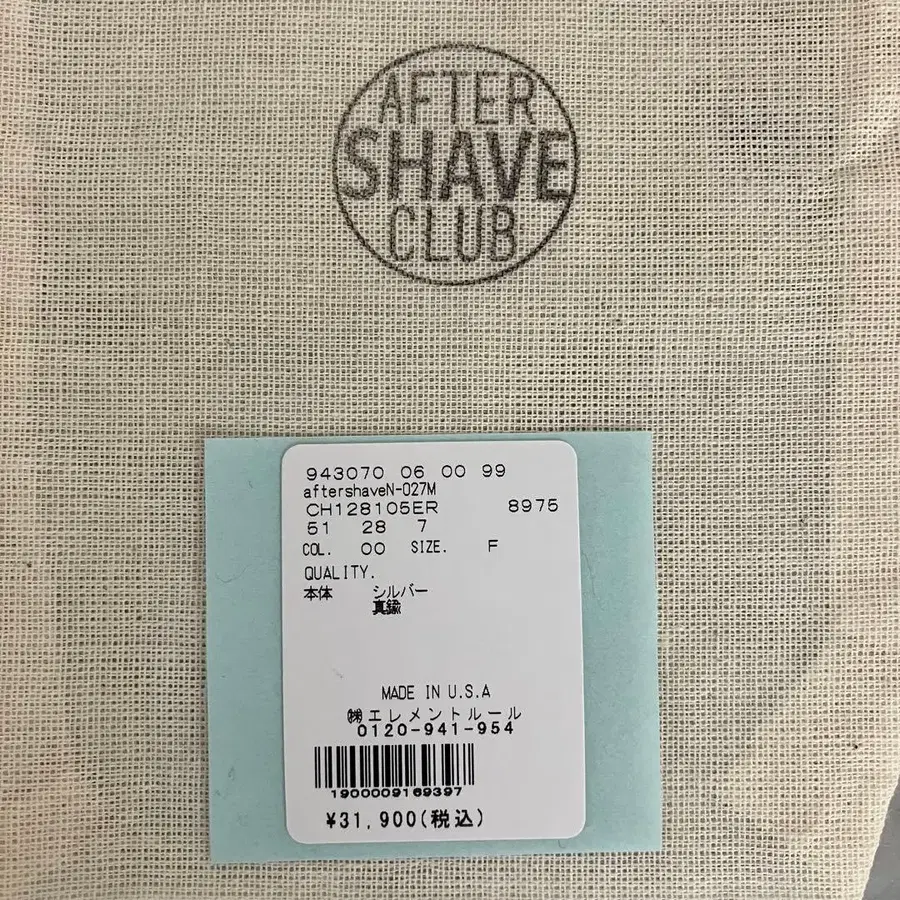 AFTER
SHAVE
CLUB
943070 06 00 99
aftershaveN-027M
CH128105ER 8975
51 28 7
COL. 00 SIZE. F
QUALITY.
本体 シルバー
真鍮
MADE IN U.S.A
㈱エレメントルール
0120-941-954
1900009169397
¥31,900(税込)